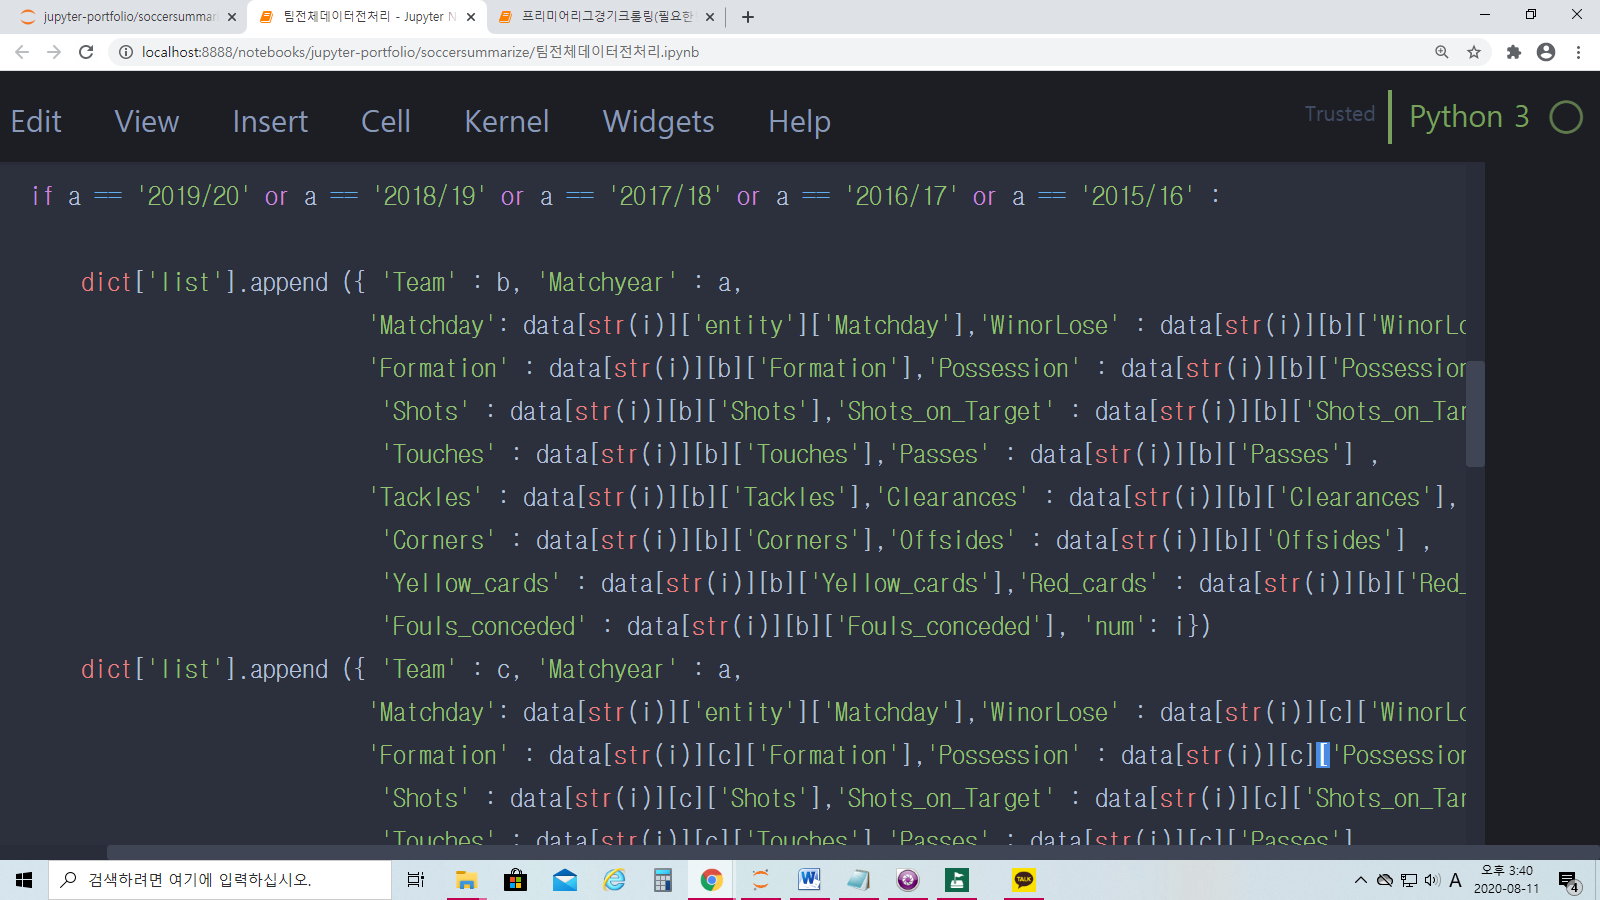 jupyter-portfolio/soccersummari
팀전체데이터전처리 - Jupyter N
프리미어리그경기크롤링(필요한
localhost:8888/notebooks/jupyter-portfolio/soccersummarize/팀전체데이터전처리.ipynb
Edit View Insert Cell Kernel Widgets Help Trusted Python 3
if a == '2019/20' or a == '2018/19' or a == '2017/18' or a == '2016/17' or a == '2015/16' :
dict['list'].append ({ 'Team' : b, 'Matchyear' : a,
'Matchday': data[str(i)]['entity']['Matchday'],'WinorLose' : data[str(i)][b]['WinorLo
'Formation' : data[str(i)][b]['Formation'],'Possession' : data[str(i)][b]['Possession
'Shots' : data[str(i)][b]['Shots'],'Shots_on_Target' : data[str(i)][b]['Shots_on_Tar
'Touches' : data[str(i)][b]['Touches'],'Passes' : data[str(i)][b]['Passes'] ,
'Tackles' : data[str(i)][b]['Tackles'],'Clearances' : data[str(i)][b]['Clearances'],
'Corners' : data[str(i)][b]['Corners'],'Offsides' : data[str(i)][b]['Offsides'] ,
'Yellow_cards' : data[str(i)][b]['Yellow_cards'],'Red_cards' : data[str(i)][b]['Red_
'Fouls_conceded' : data[str(i)][b]['Fouls_conceded'], 'num': i})
dict['list'].append ({ 'Team' : c, 'Matchyear' : a,
'Matchday': data[str(i)]['entity']['Matchday'],'WinorLose' : data[str(i)][c]['WinorLo
'Formation' : data[str(i)][c]['Formation'],'Possession' : data[str(i)][c]['Possession
'Shots' : data[str(i)][c]['Shots'],'Shots_on_Target' : data[str(i)][c]['Shots_on_Tar
'Touches' : data[str(i)][c]['Touches'],'Passes' : data[str(i)][c]['Passes']
검색하려면 여기에 입력하십시오.
TALK
A
오후 3:40
2020-08-11
4